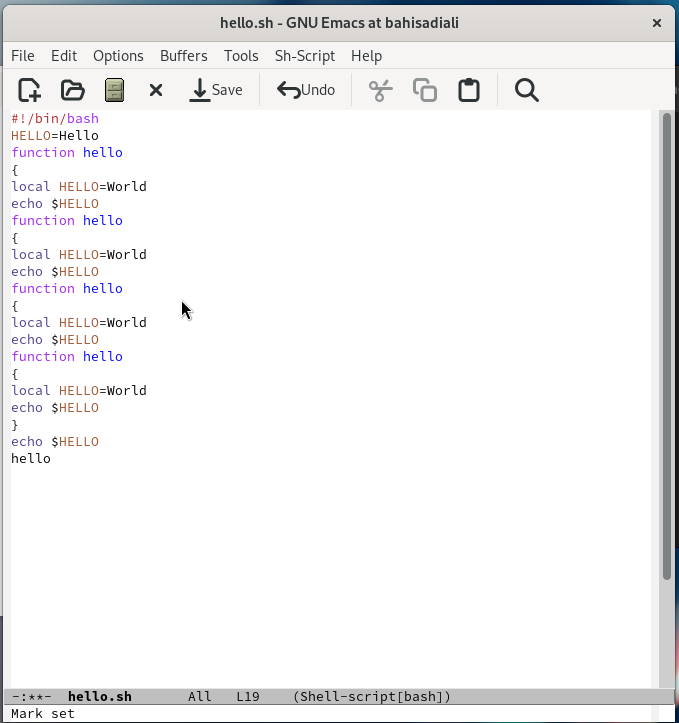 hello.sh - GNU Emacs at bahisadiali
File Edit Options Buffers Tools Sh-Script Help
Save Undo
#!/bin/bash
HELLO=Hello
function hello
{
local HELLO=World
echo $HELLO
function hello
{
local HELLO=World
echo $HELLO
function hello
{
local HELLO=World
echo $HELLO
function hello
{
local HELLO=World
echo $HELLO
}
echo $HELLO
hello
-:**- hello.sh All L19 (Shell-script[bash])
Mark set